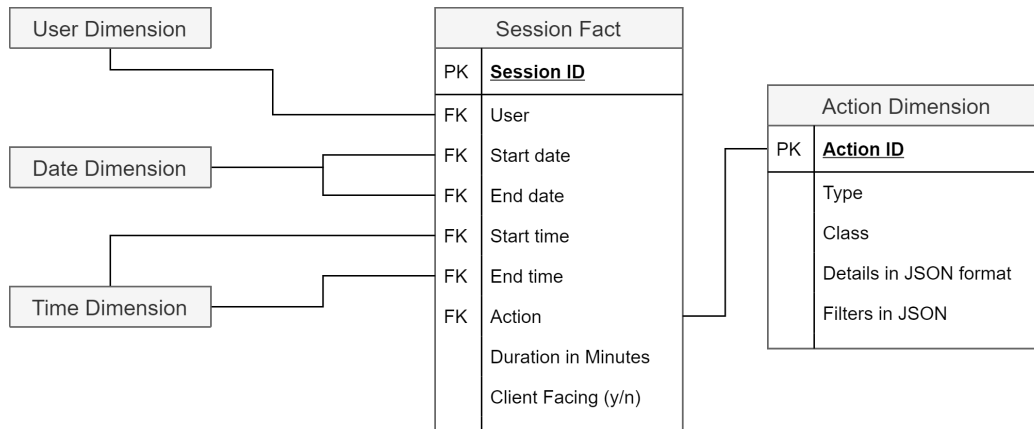 User Dimension
Date Dimension
Time Dimension
Session Fact
PK Session ID
FK User
FK Start date
FK End date
FK Start time
FK End time
FK Action
Duration in Minutes
Client Facing (y/n)
Action Dimension
PK Action ID
Type
Class
Details in JSON format
Filters in JSON